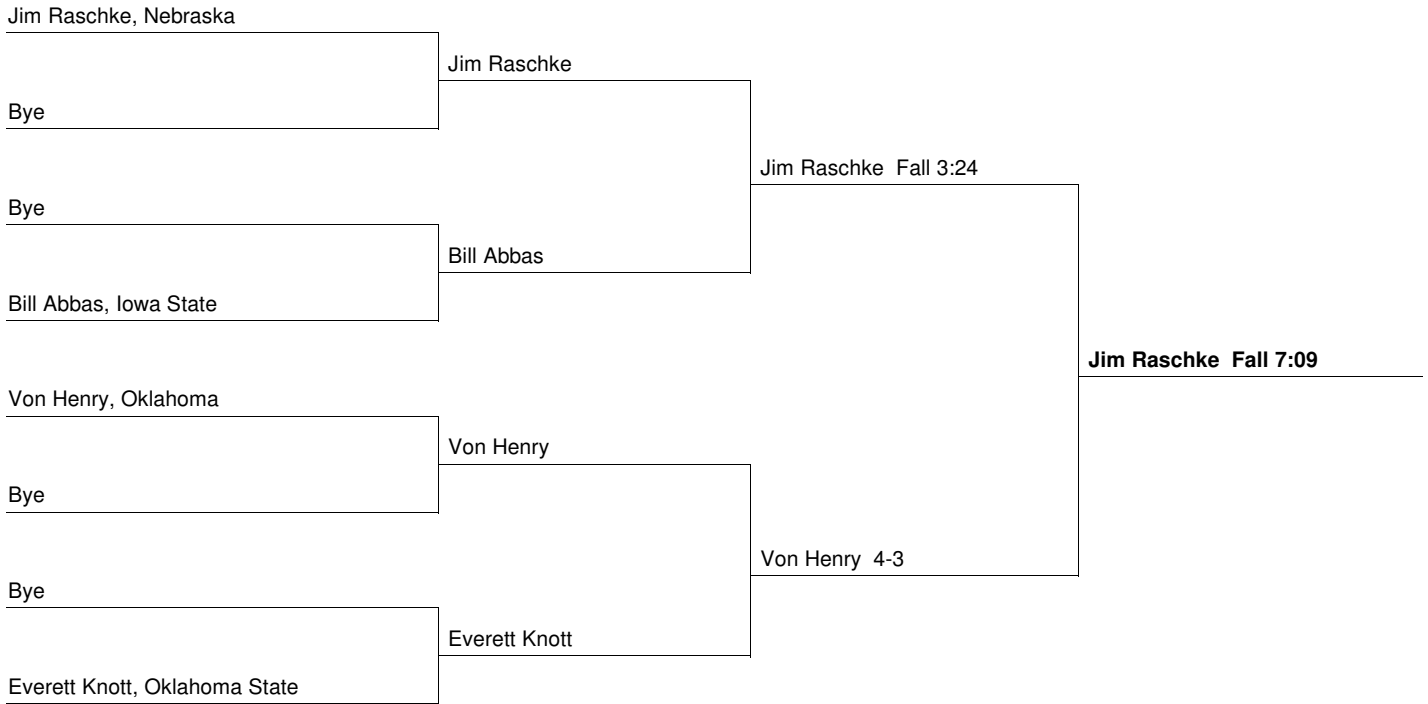 Jim Raschke, Nebraska
Jim Raschke
Bye
Jim Raschke Fall 3:24
Bye
Bill Abbas
Bill Abbas, Iowa State
Jim Raschke Fall 7:09
Von Henry, Oklahoma
Von Henry
Bye
Von Henry 4-3
Bye
Everett Knott
Everett Knott, Oklahoma State